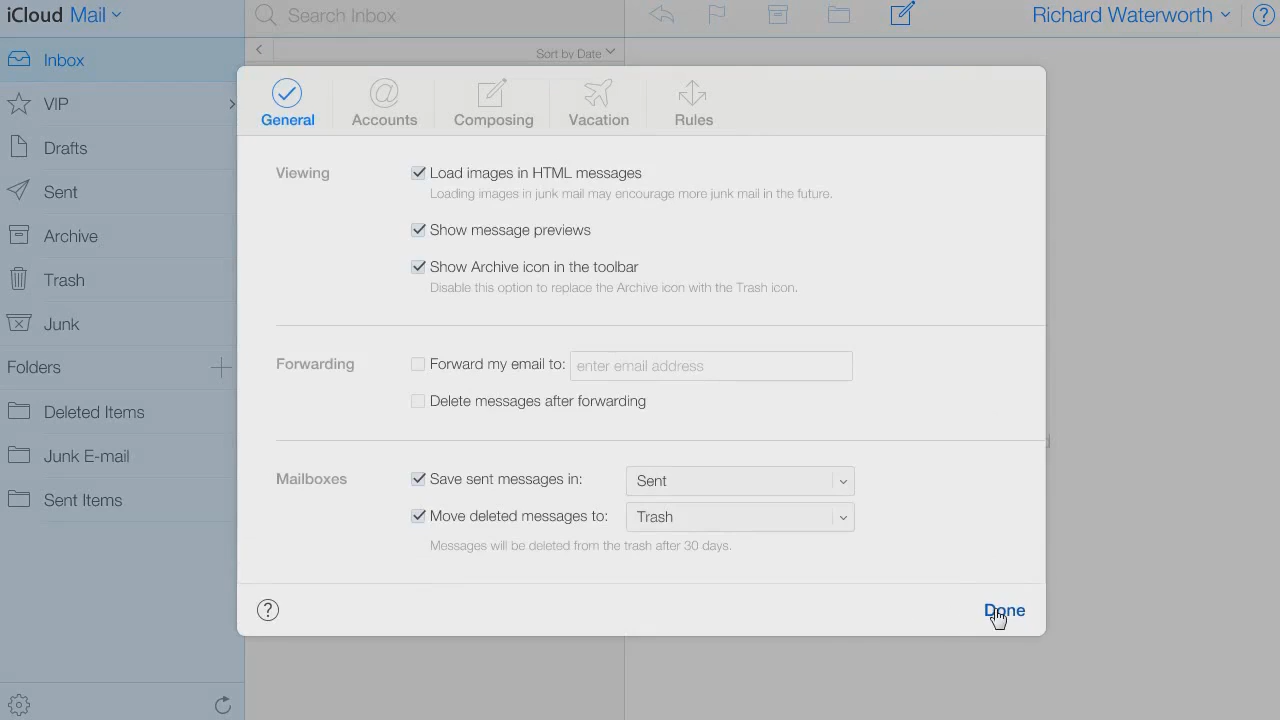 iCloud Mail
Search Inbox
Richard Waterworth
?
Sort by Date
Inbox
VIP
Drafts
Sent
Archive
Trash
Junk
Folders
Deleted Items
Junk E-mail
Sent Items
General
@
Accounts
Composing
Vacation
Rules
Viewing
Load images in HTML messages
Loading images in junk mail may encourage more junk mail in the future.
Show message previews
Show Archive icon in the toolbar
Disable this option to replace the Archive icon with the Trash icon.
Forwarding
Forward my email to: enter email address
Delete messages after forwarding
Mailboxes
Save sent messages in: Sent
Move deleted messages to: Trash
Messages will be deleted from the trash after 30 days.
?
Done